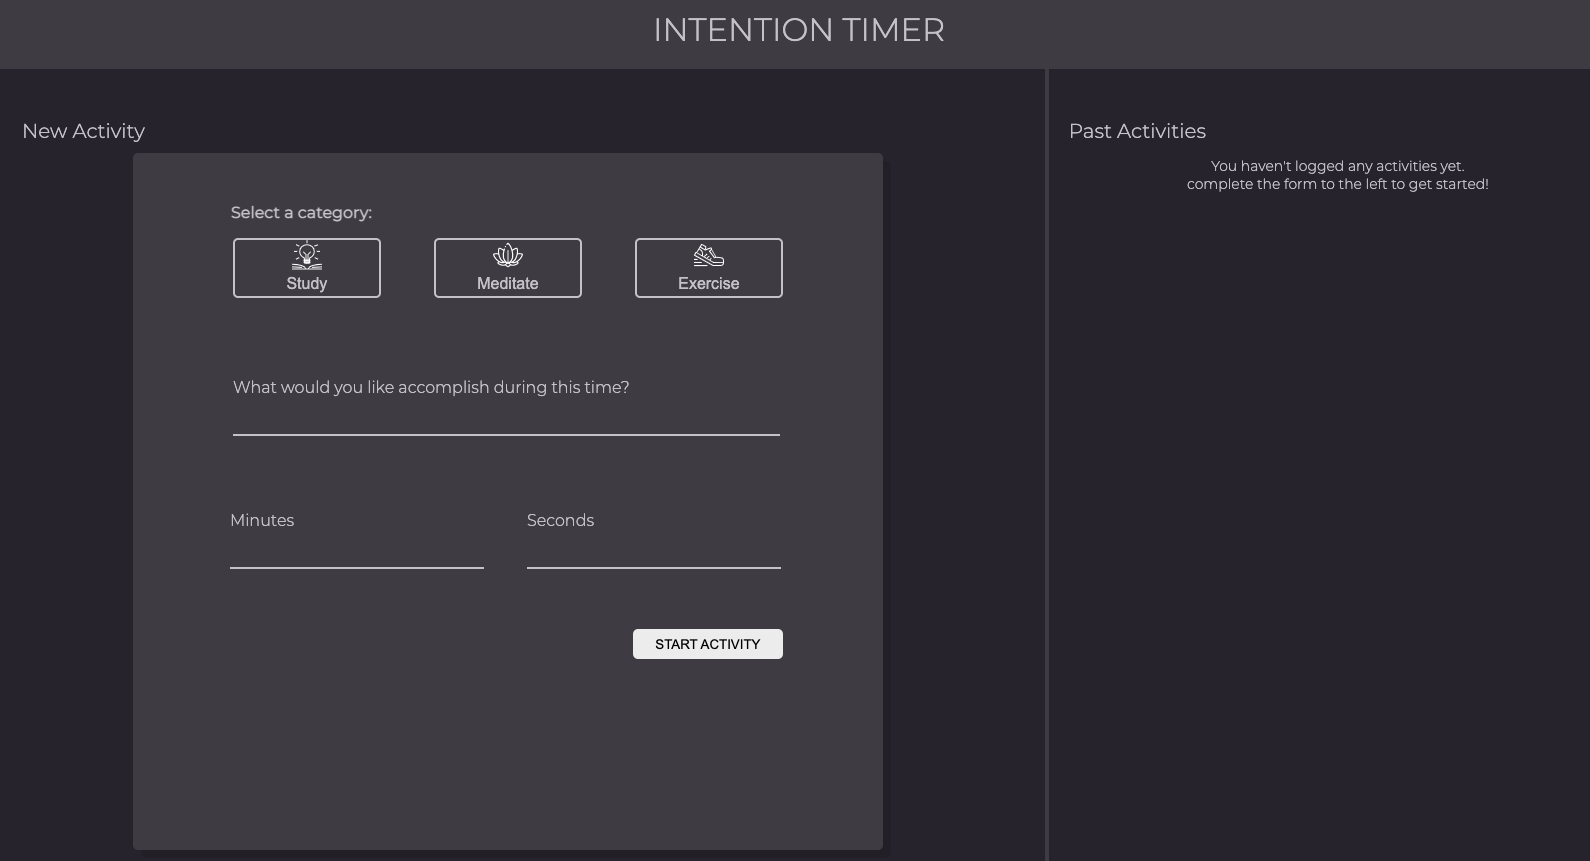 INTENTION TIMER
New Activity
Select a category:
Study
Meditate
Exercise
What would you like accomplish during this time?
Minutes
Seconds
START ACTIVITY
Past Activities
You haven't logged any activities yet.
complete the form to the left to get started!